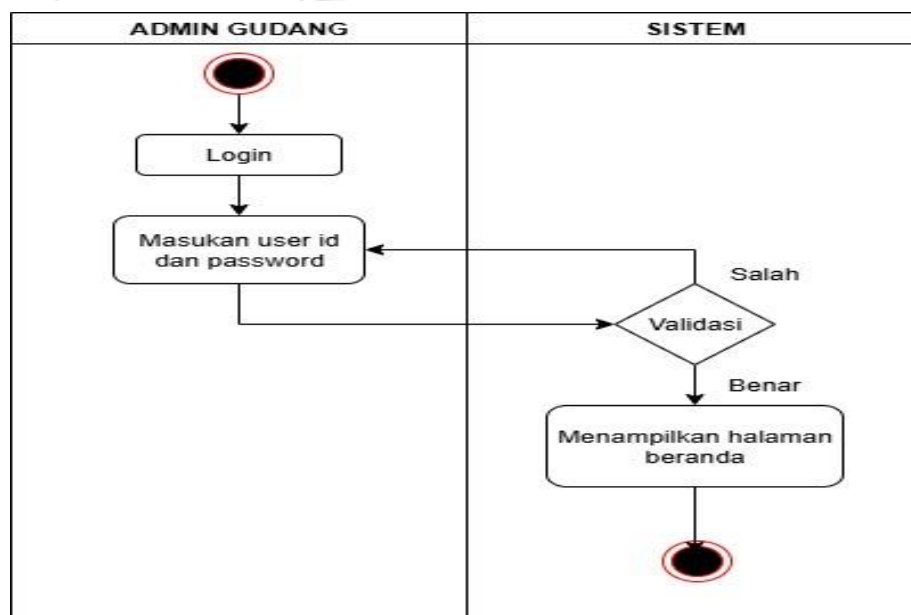 ADMIN GUDANG
SISTEM
Login
Masukan user id
dan password
Salah
Validasi
Benar
Menampilkan halaman
beranda